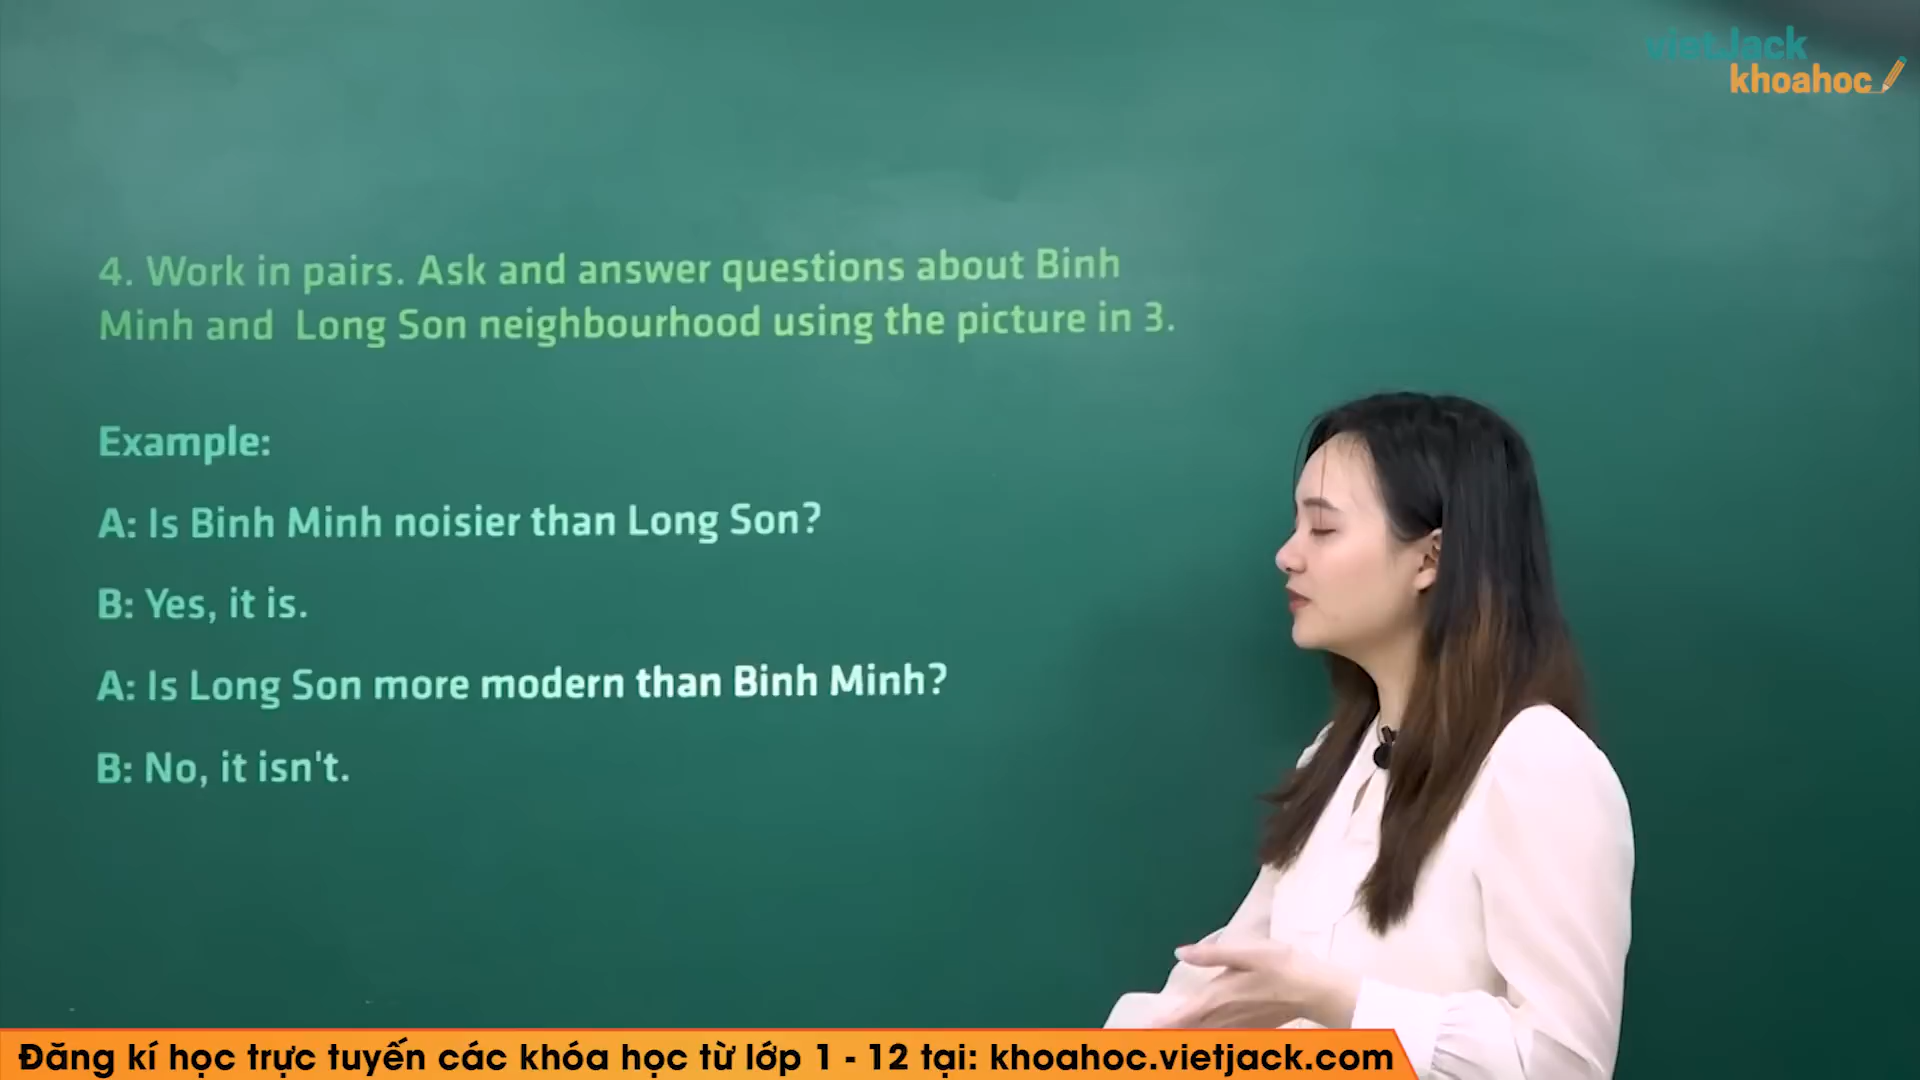 vietJack
khoahoc
4. Work in pairs. Ask and answer questions about Binh
Minh and Long Son neighbourhood using the picture in 3.
Example:
A: Is Binh Minh noisier than Long Son?
B: Yes, it is.
A: Is Long Son more modern than Binh Minh?
B: No, it isn't.
Đăng kí học trực tuyến các khóa học từ lớp 1 - 12 tại: khoahoc.vietjack.com